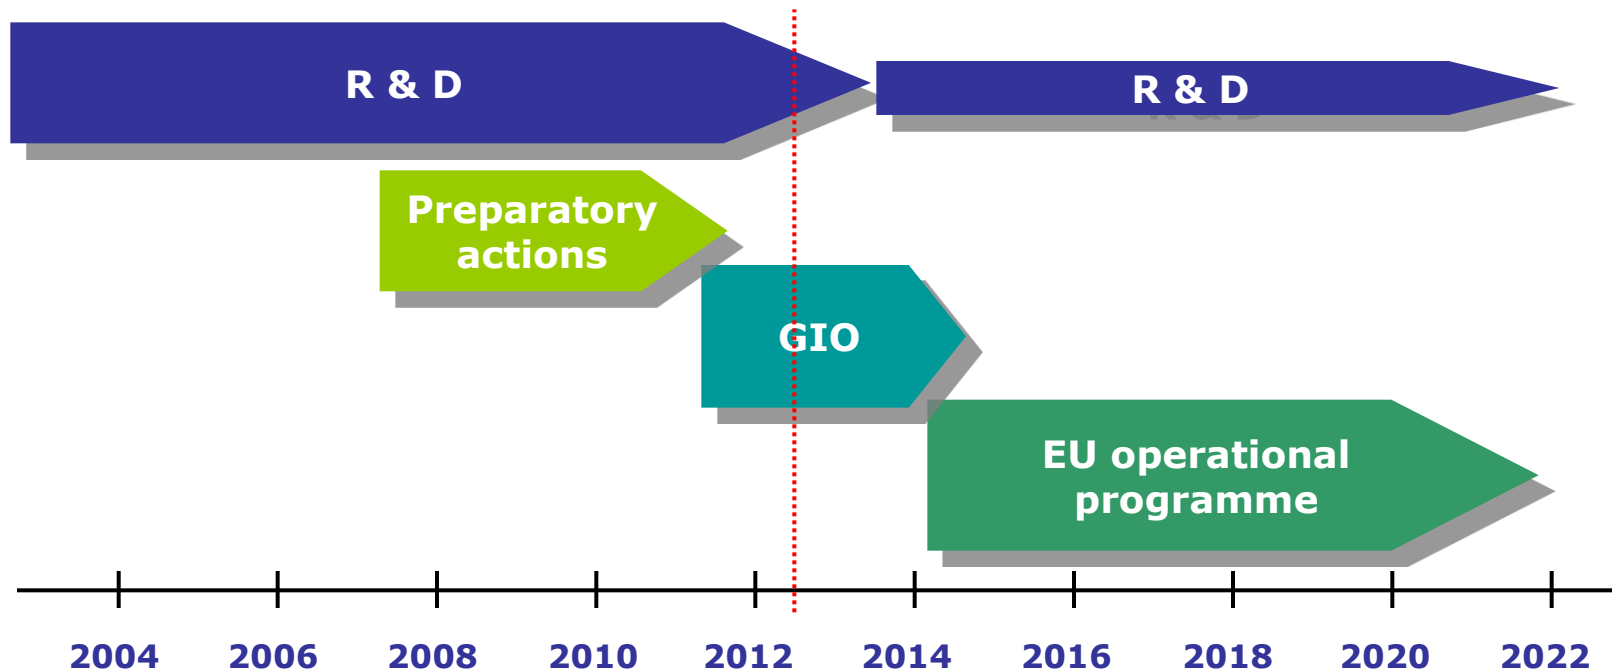 R & D
R & D
Preparatory
actions
GIO
EU operational
programme
2004 2006 2008 2010 2012 2014 2016 2018 2020 2022